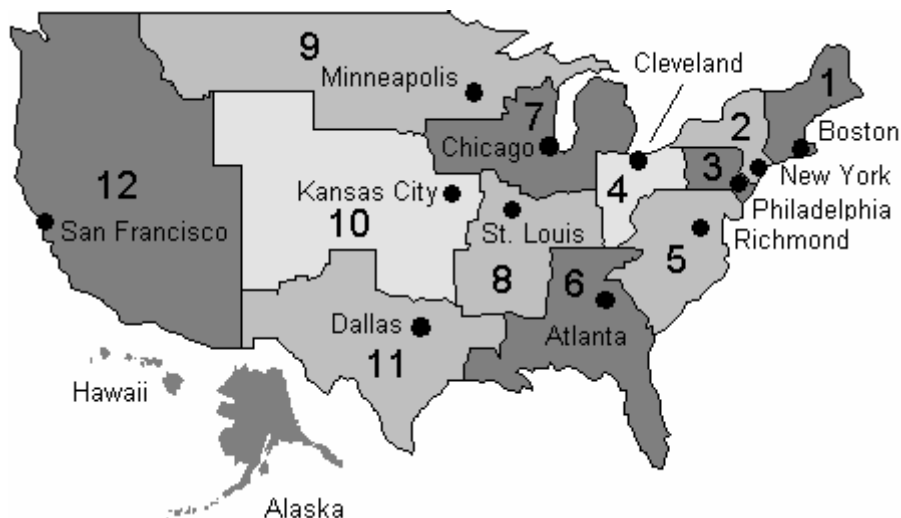 9
Minneapolis
Cleveland
1
7
2
Boston
Chicago
3
New York
12
4
Kansas City
Philadelphia
San Francisco
10
St. Louis
Richmond
5
8
6
Dallas
Atlanta
11
Hawaii
Alaska